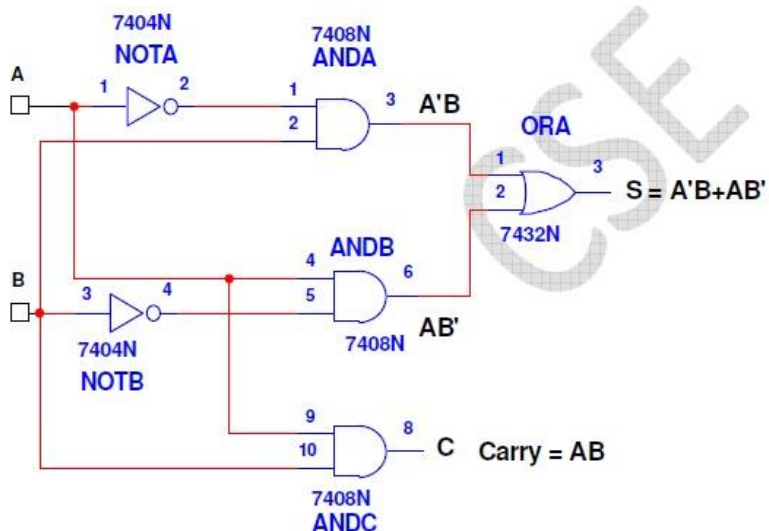 7404N
NOTA
7408N
ANDA
A
1
2
1
2
3
A'B
ORA
1
2
3
S = A'B+AB'
7432N
CSE
B
3
4
7404N
NOTB
ANDB
4
5
6
AB'
7408N
9
10
8
C
Carry = AB
7408N
ANDC